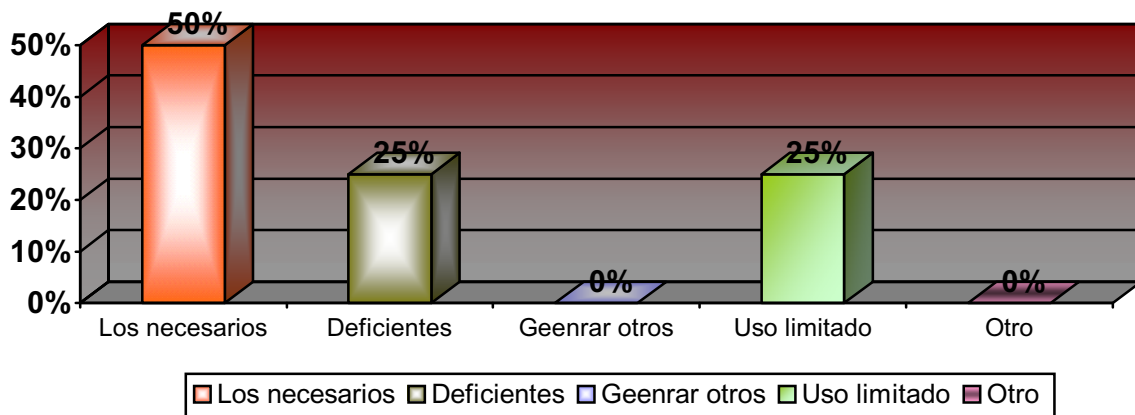 50%
50%
40%
30%
25%
25%
20%
10%
0%
0%
0%
Los necesarios
Deficientes
Geenrar otros
Uso limitado
Otro
Los necesarios
Deficientes
Geenrar otros
Uso limitado
Otro